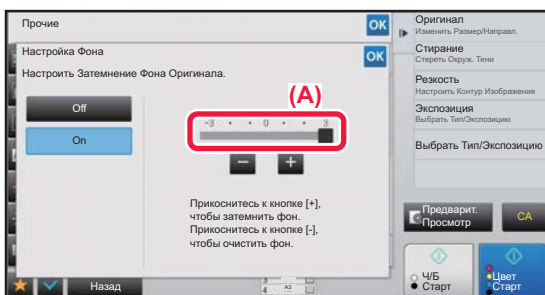 Прочие
OK
Настройка Фона
OK
Настроить Затемнение Фона Оригинала.
Off
On
(A)
-3 • • 0 • • 3
− +
Прикоснитесь к кнопке [+],
чтобы затемнить фон.
Прикоснитесь к кнопке [-],
чтобы очистить фон.
Назад
A3
4
Оригинал
Изменить Размер/Направл.
Стирание
Стереть Окруж. Тени
Резкость
Настроить Контур Изображения
Экспозиция
Выбрать Тип/Экспозицию
Выбрать Тип/Экспозицию
Предварит.
Просмотр
CA
Ч/Б
Старт
Цвет
Старт